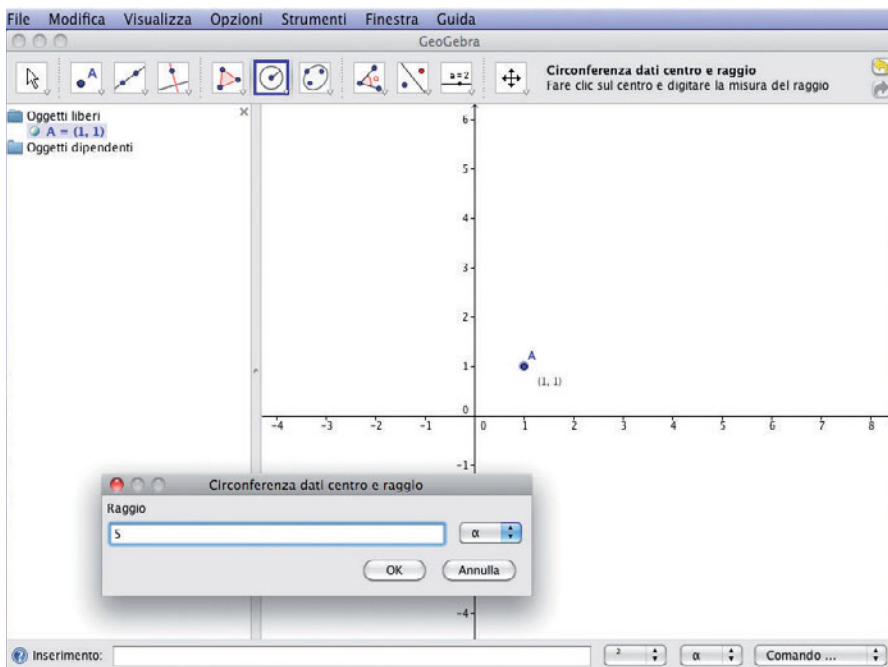 File Modifica Visualizza Opzioni Strumenti Finestra Guida
GeoGebra
A
a=2
Circonferenza dati centro e raggio
Fare clic sul centro e digitare la misura del raggio
Oggetti liberi
A = (1, 1)
Oggetti dipendenti
6
5
4
3
2
A
1
(1, 1)
0
-4 -3 -2 -1 0 1 2 3 4 5 6 7 8
-1
Circonferenza dati centro e raggio
Raggio
5
α
OK Annulla
-4
Inserimento: ² α Comando ...